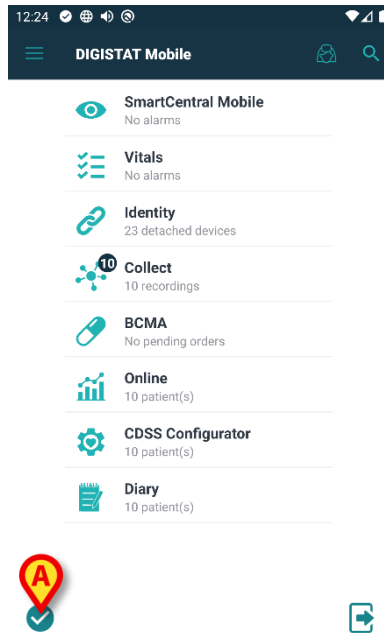 12:24
DIGISTAT Mobile
SmartCentral Mobile
No alarms
Vitals
No alarms
Identity
23 detached devices
10
Collect
10 recordings
BCMA
No pending orders
Online
10 patient(s)
CDSS Configurator
10 patient(s)
Diary
10 patient(s)
A